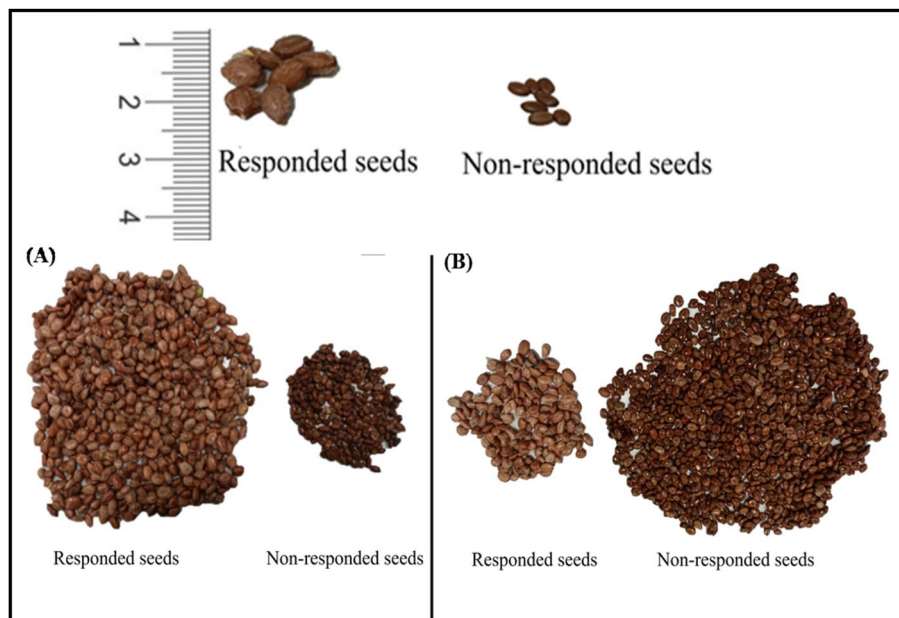 1
2
3
4
Responded seeds
Non-responded seeds
(A)
(B)
Responded seeds
Non-responded seeds
Responded seeds
Non-responded seeds